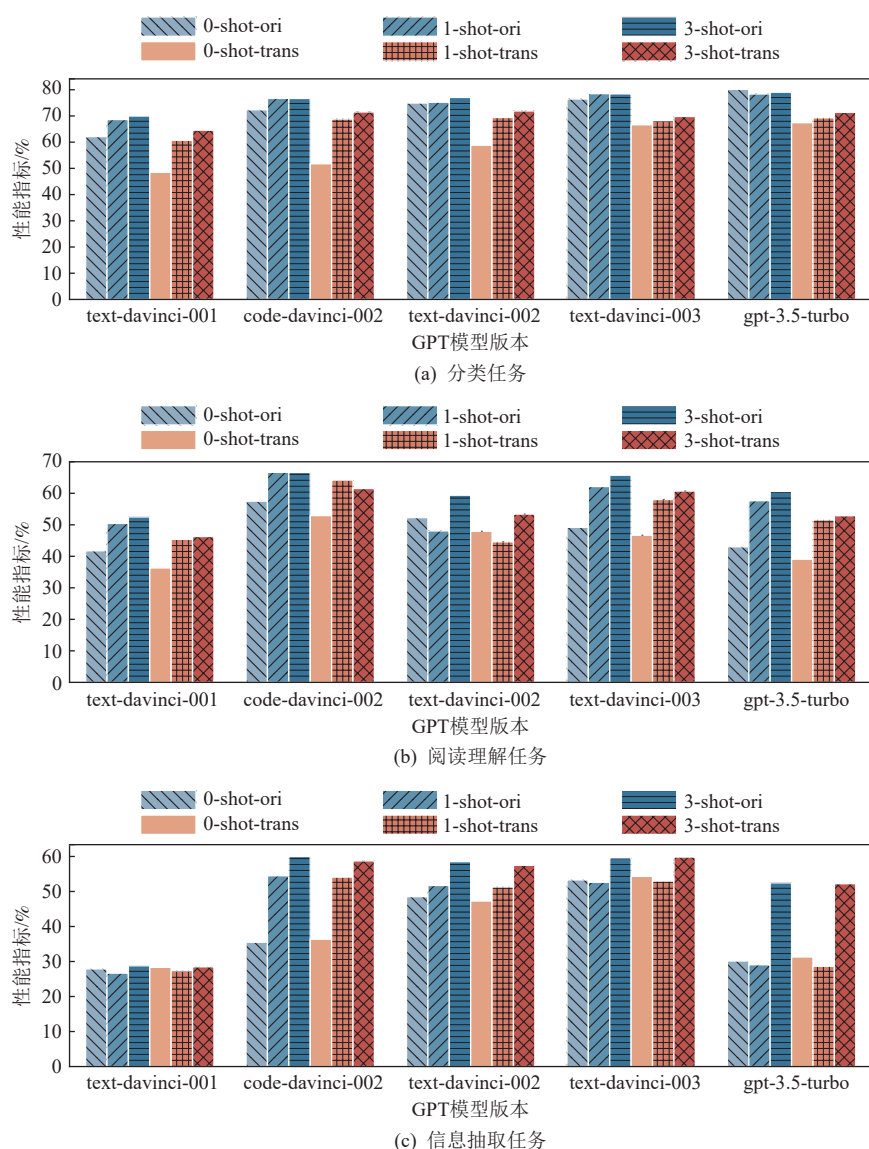 0-shot-ori 1-shot-ori 3-shot-ori
0-shot-trans 1-shot-trans 3-shot-trans
性能指标/%
80
70
60
50
40
30
20
10
0
text-davinci-001 code-davinci-002 text-davinci-002 text-davinci-003 gpt-3.5-turbo
GPT模型版本
(a) 分类任务
0-shot-ori 1-shot-ori 3-shot-ori
0-shot-trans 1-shot-trans 3-shot-trans
性能指标/%
70
60
50
40
30
20
10
0
text-davinci-001 code-davinci-002 text-davinci-002 text-davinci-003 gpt-3.5-turbo
GPT模型版本
(b) 阅读理解任务
0-shot-ori 1-shot-ori 3-shot-ori
0-shot-trans 1-shot-trans 3-shot-trans
性能指标/%
60
50
40
30
20
10
0
text-davinci-001 code-davinci-002 text-davinci-002 text-davinci-003 gpt-3.5-turbo
GPT模型版本
(c) 信息抽取任务